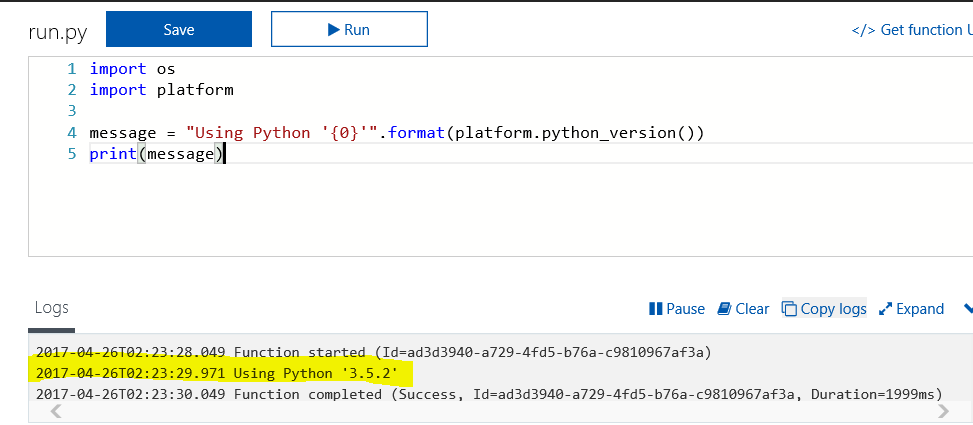 run.py Save Run </> Get function U
1 import os
2 import platform
3
4 message = "Using Python '{0}'".format(platform.python_version())
5 print(message)
Logs Pause Clear Copy logs Expand
2017-04-26T02:23:28.049 Function started (Id=ad3d3940-a729-4fd5-b76a-c9810967af3a)
2017-04-26T02:23:29.971 Using Python '3.5.2'
2017-04-26T02:23:30.049 Function completed (Success, Id=ad3d3940-a729-4fd5-b76a-c9810967af3a, Duration=1999ms)